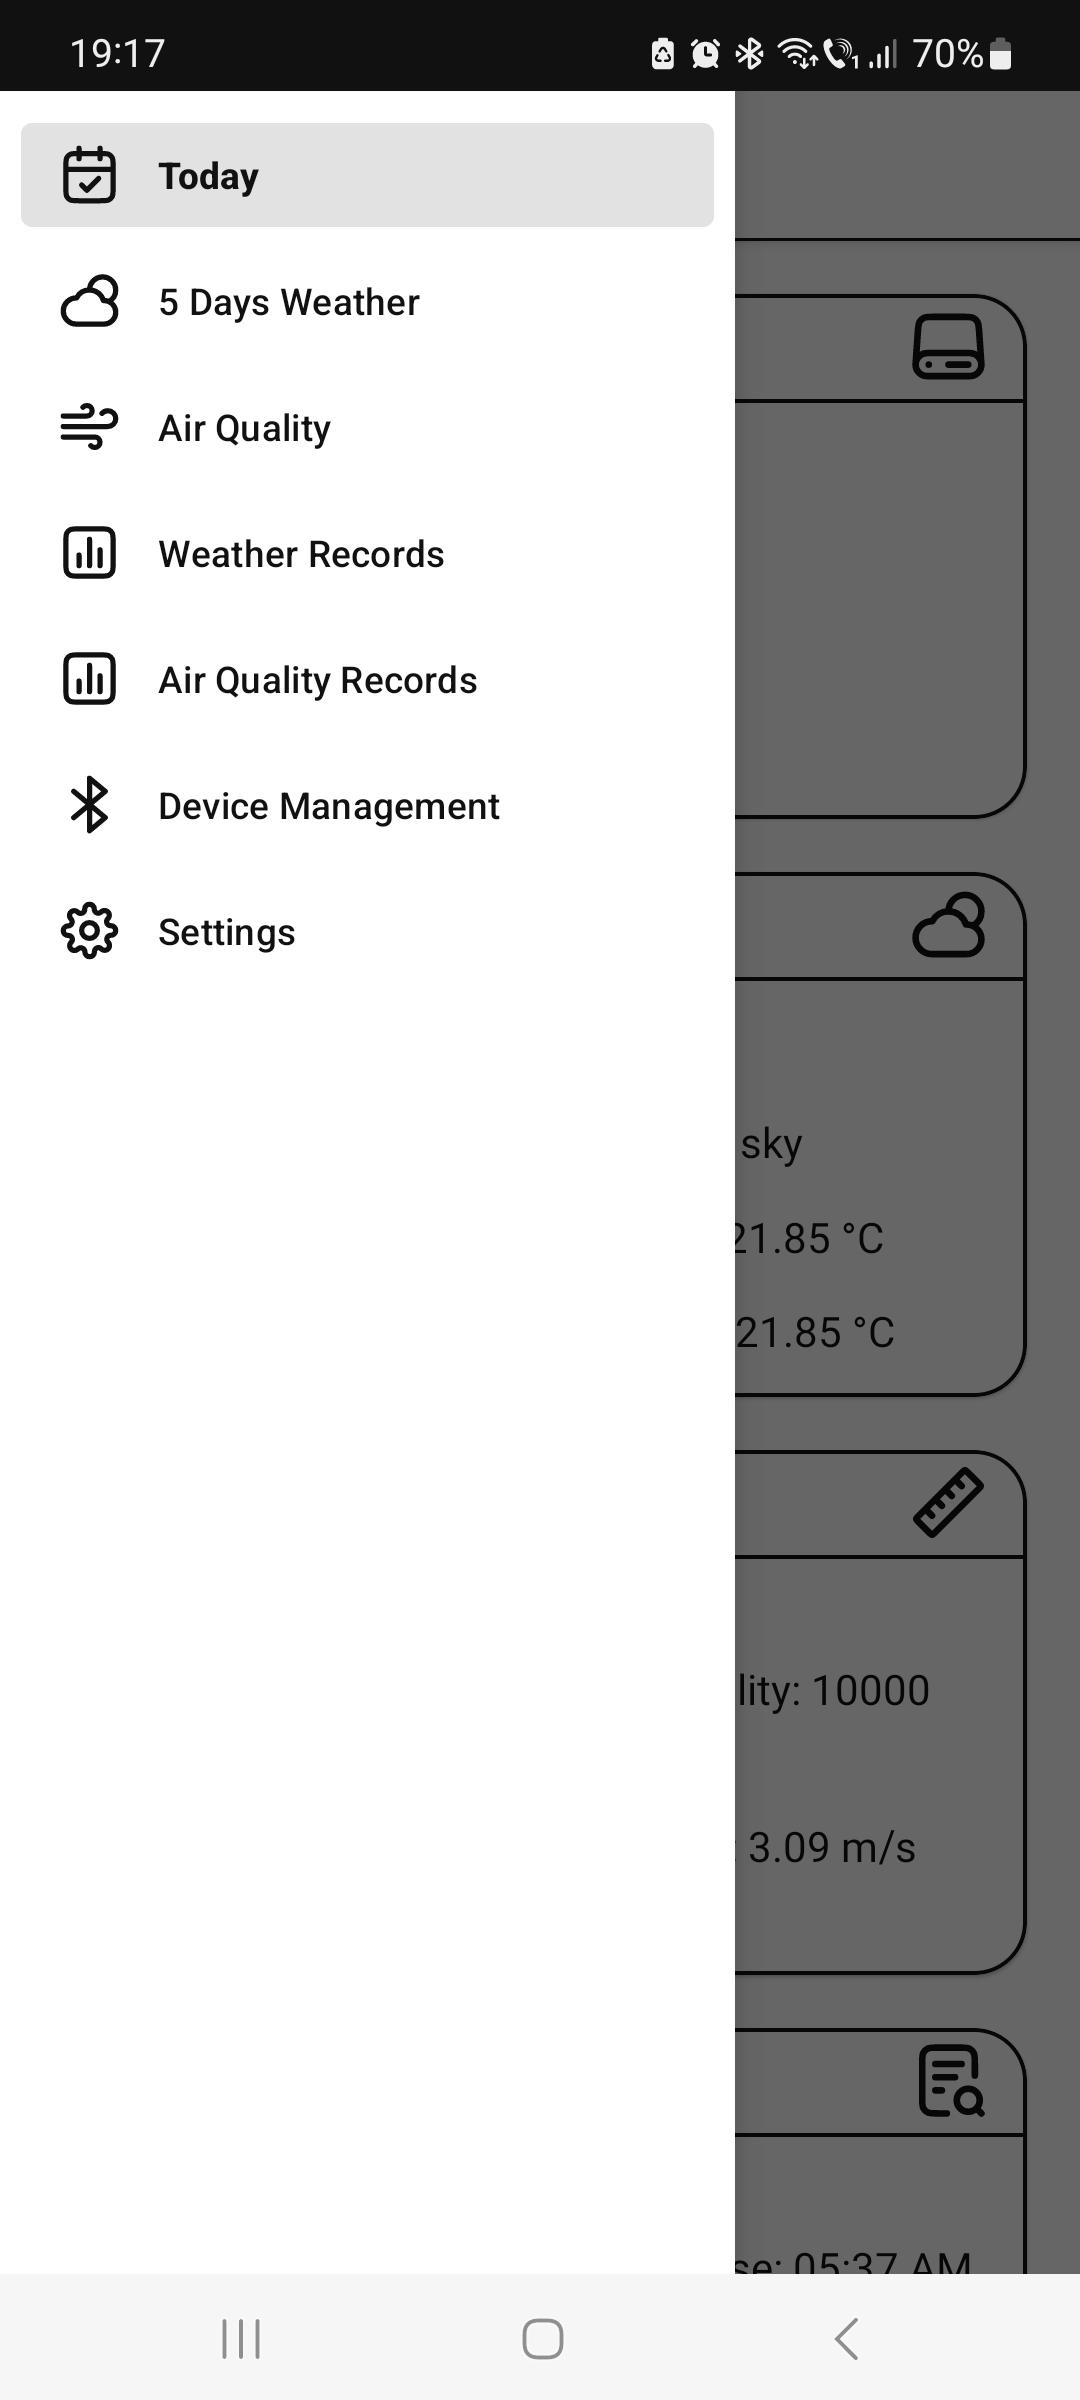 19:17
1 70%
Today
5 Days Weather
Air Quality
Weather Records
Air Quality Records
Device Management
Settings
sky
21.85 °C
21.85 °C
lity: 10000
: 3.09 m/s
se: 05:37 AM